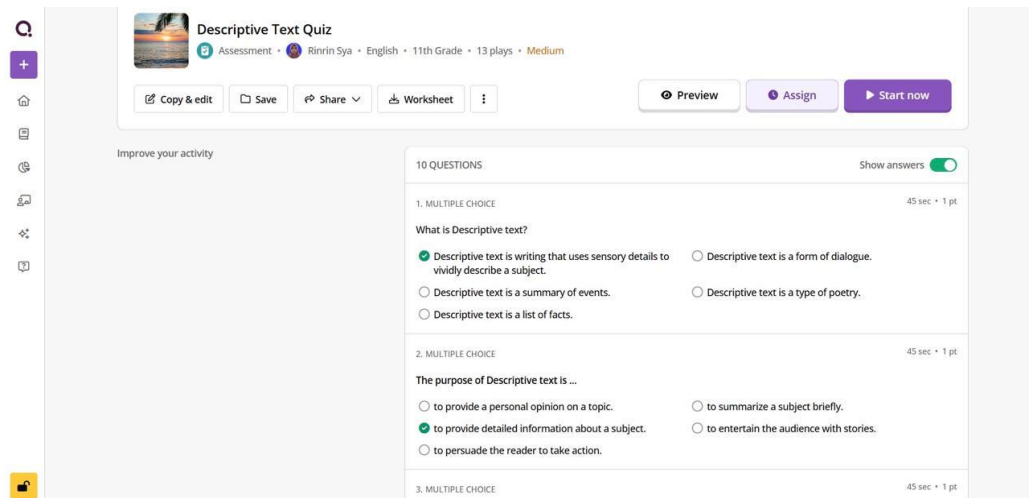 Descriptive Text Quiz
Assessment • Rinrin Sya • English • 11th Grade • 13 plays • Medium
Copy & edit
Save
Share
Worksheet
Preview
Assign
Start now
Improve your activity
10 QUESTIONS
Show answers
1. MULTIPLE CHOICE
45 sec • 1 pt
What is Descriptive text?
Descriptive text is writing that uses sensory details to
vividly describe a subject.
Descriptive text is a form of dialogue.
Descriptive text is a summary of events.
Descriptive text is a type of poetry.
Descriptive text is a list of facts.
2. MULTIPLE CHOICE
45 sec • 1 pt
The purpose of Descriptive text is ...
to provide a personal opinion on a topic.
to summarize a subject briefly.
to provide detailed information about a subject.
to entertain the audience with stories.
to persuade the reader to take action.
3. MULTIPLE CHOICE
45 sec • 1 pt